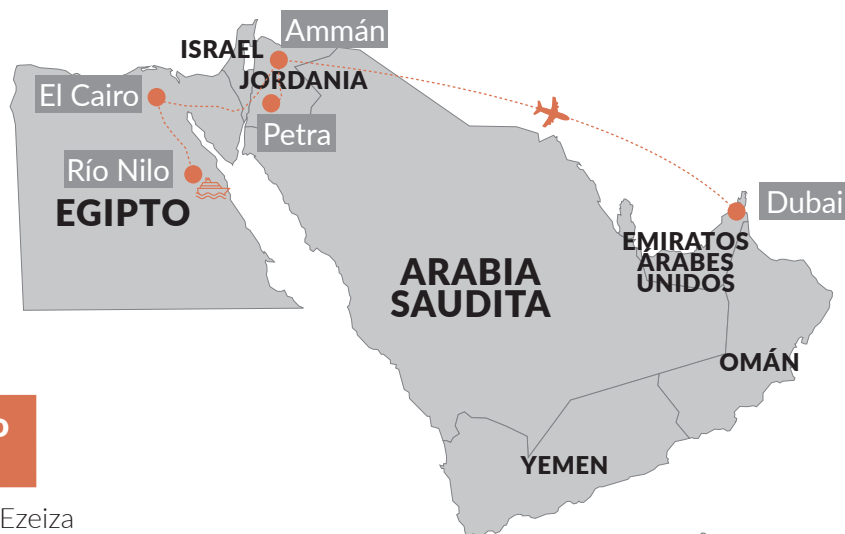 Ammán
ISRAEL
JORDANIA
El Cairo
Petra
Río Nilo
EGIPTO
Dubai
EMIRATOS
ÁRABES
UNIDOS
ARABIA
SAUDITA
OMÁN
YEMEN
Ezeiza